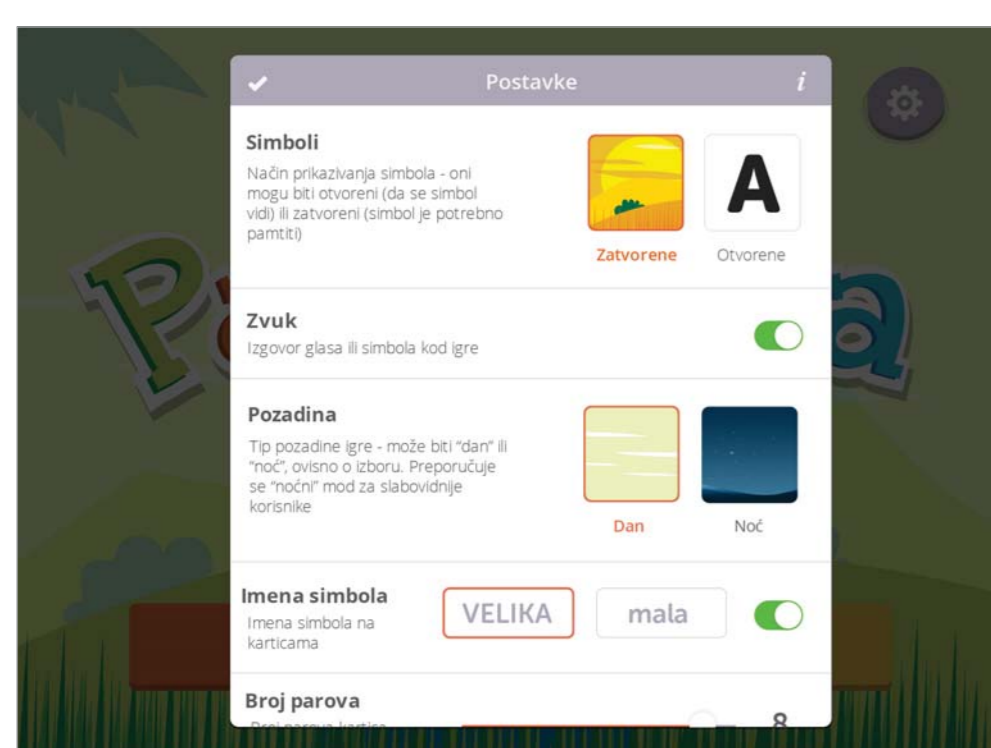 Postavke
i
Simboli
Način prikazivanja simbola - oni
mogu biti otvoreni (da se simbol
vidi) ili zatvoreni (simbol je potrebno
pamtiti)
A
Zatvorene
Otvorene
Zvuk
Izgovor glasa ili simbola kod igre
Pozadina
Tip pozadine igre - može biti "dan" ili
"noć", ovisno o izboru. Preporučuje
se "noćni" mod za slabovidnije
korisnike
Dan
Noć
Imena simbola
Imena simbola na
karticama
VELIKA
mala
Broj parova
Broj parova kartica
8
P
a